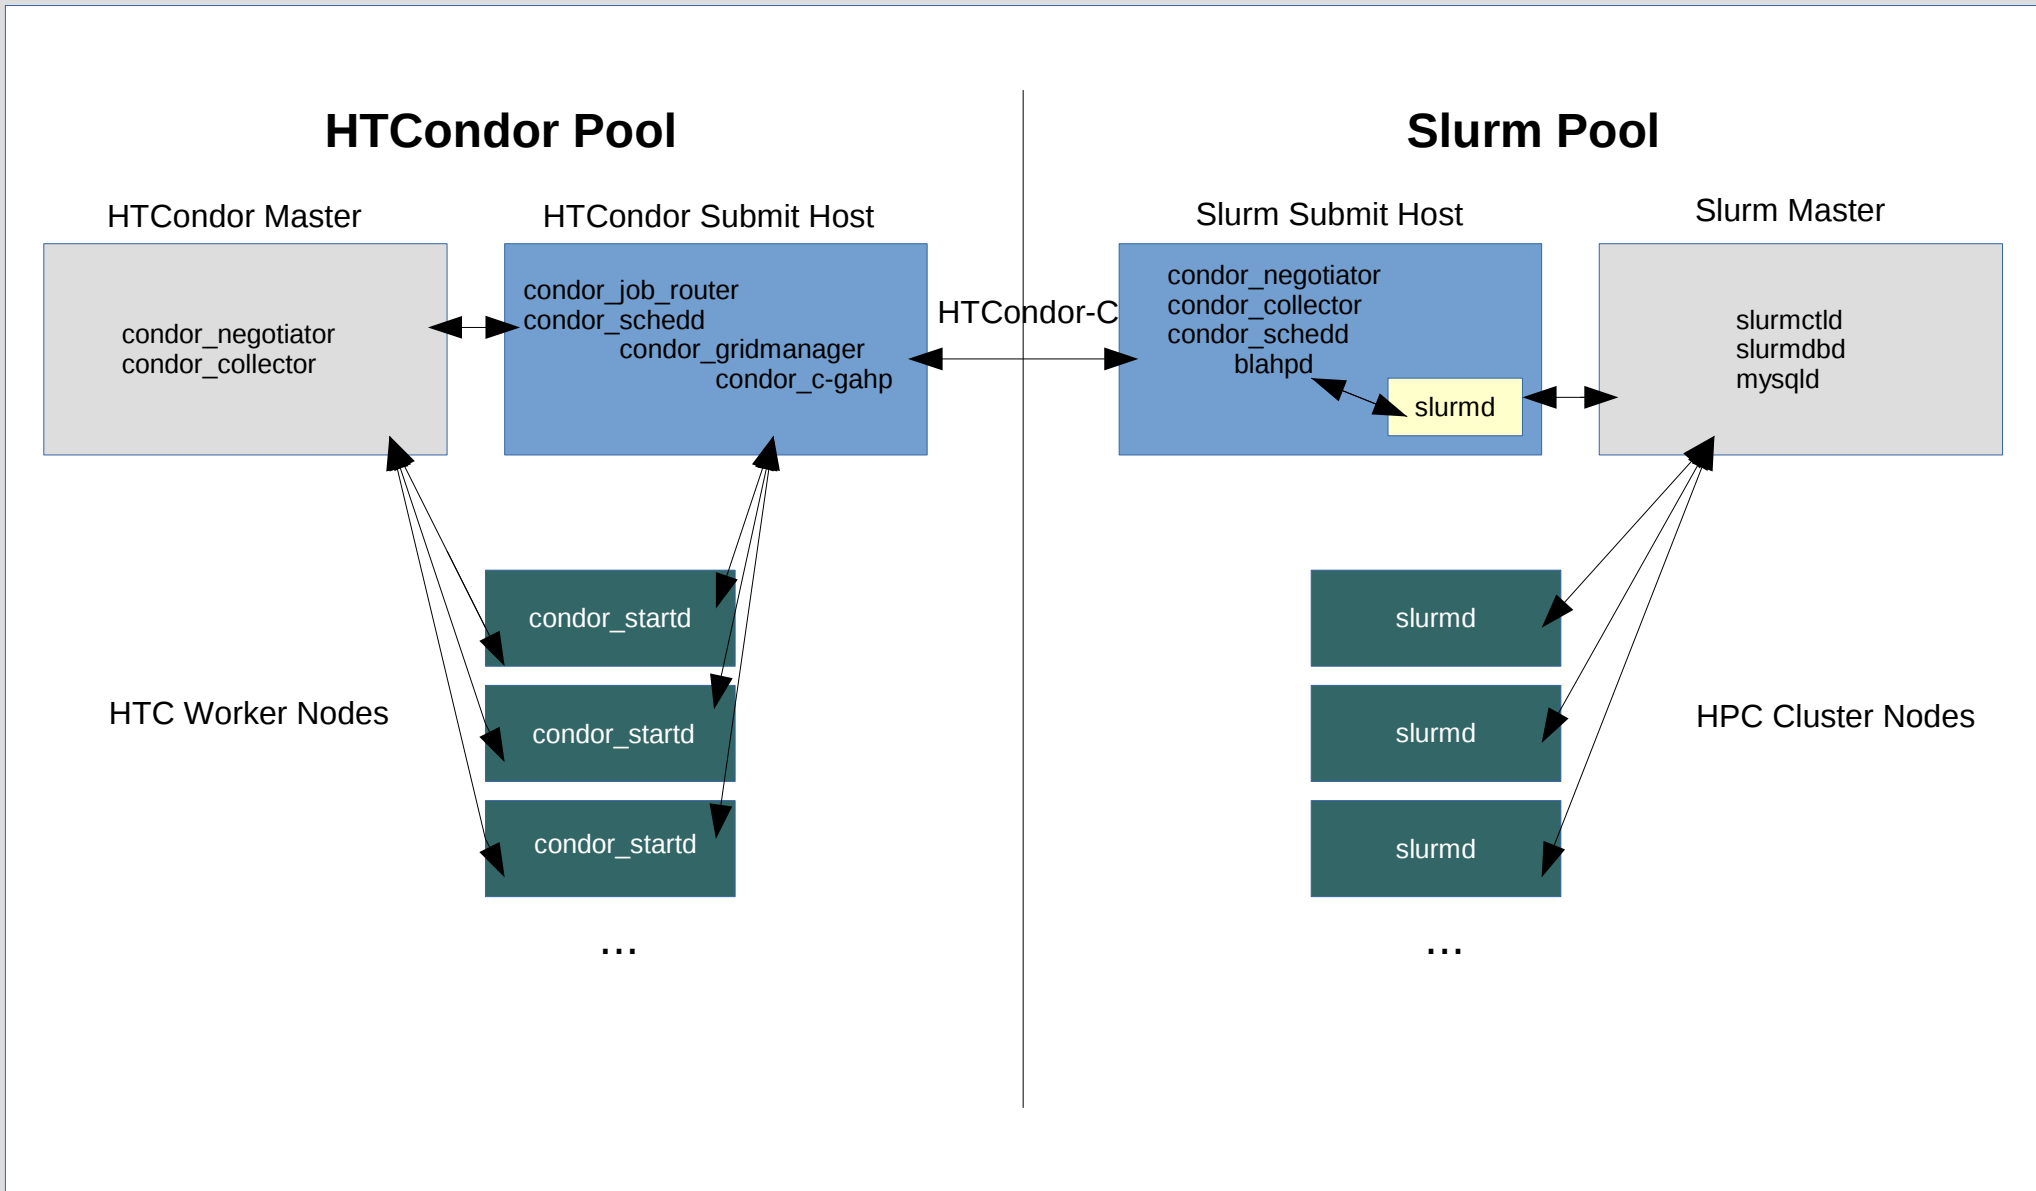 HTCondor Pool
Slurm Pool
HTCondor Master
HTCondor Submit Host
Slurm Submit Host
Slurm Master
condor_negotiator
condor_collector
condor_job_router
condor_schedd
condor_gridmanager
condor_c-gahp
HTCondor-C
condor_negotiator
condor_collector
condor_schedd
blahpd
slurmd
slurmctld
slurmdbd
mysqld
HTC Worker Nodes
condor_startd
condor_startd
condor_startd
...
slurmd
slurmd
slurmd
...
HPC Cluster Nodes